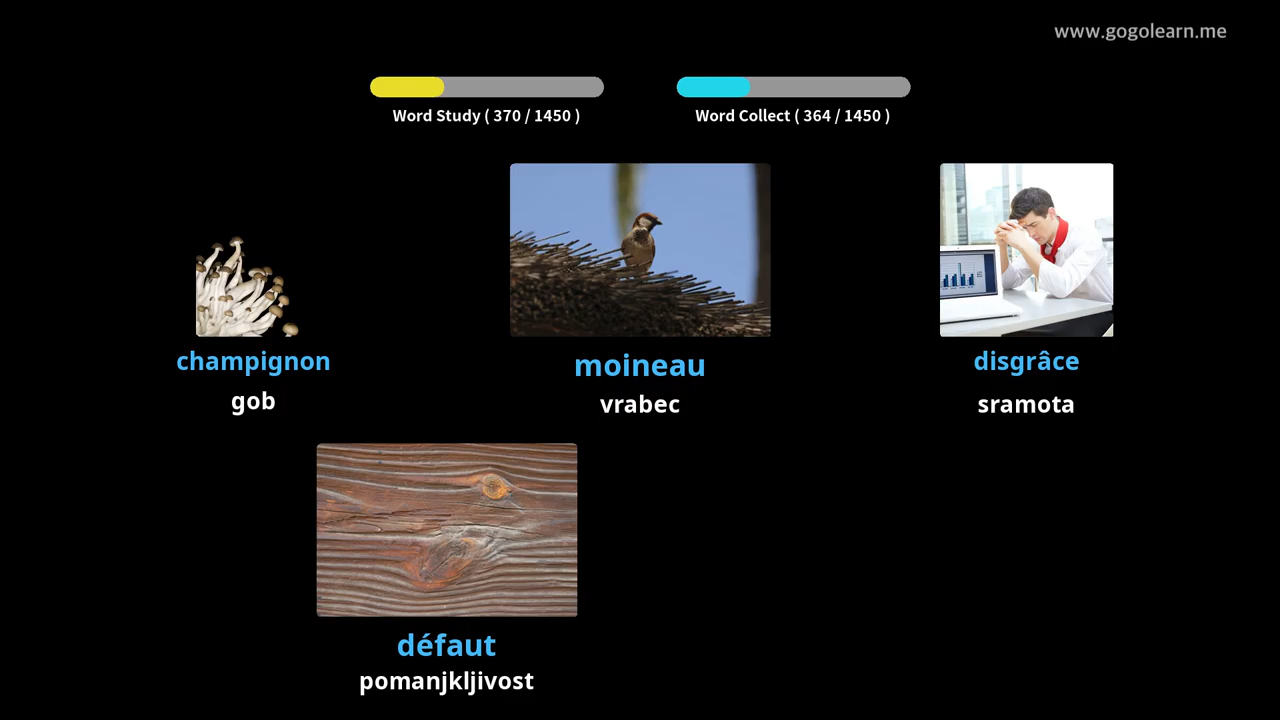 www.gogolearn.me
Word Study ( 370 / 1450 )
Word Collect ( 364 / 1450 )
champignon
gob
moineau
vrabec
disgrâce
sramota
défaut
pomanjkljivost